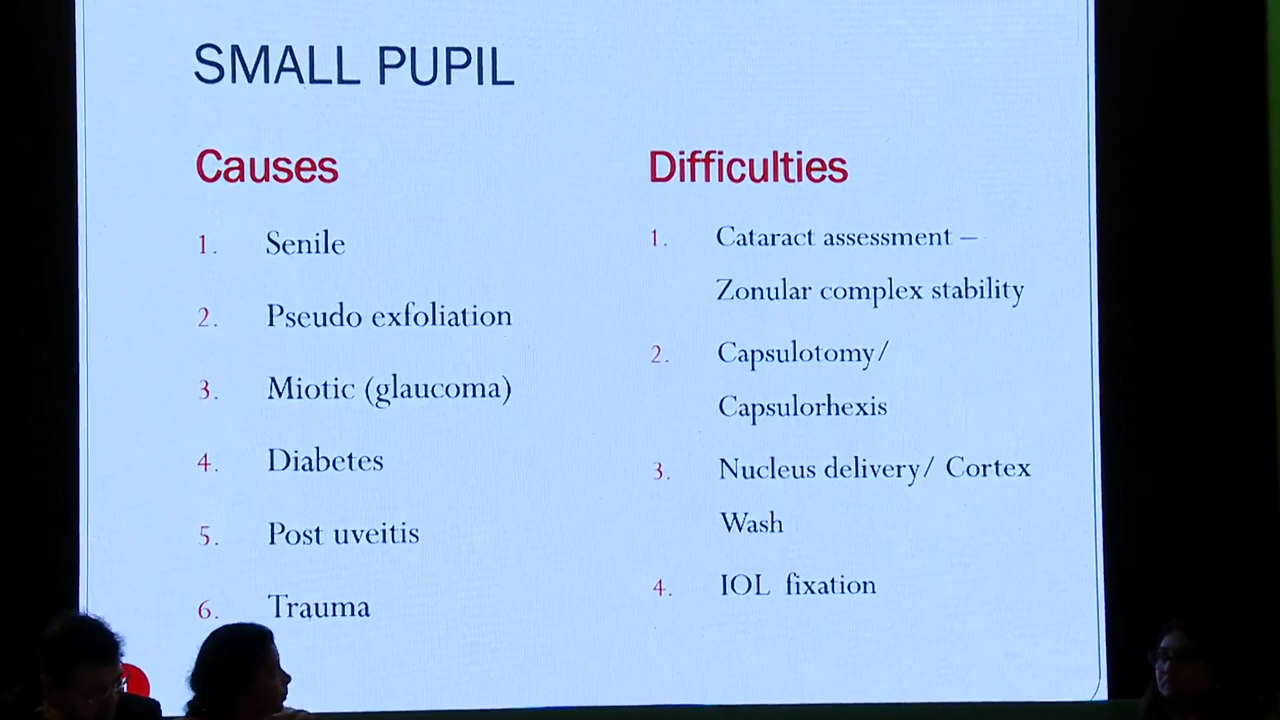 SMALL PUPIL
Causes
1. Senile
2. Pseudo exfoliation
3. Miotic (glaucoma)
4. Diabetes
5. Post uveitis
6. Trauma
Difficulties
1. Cataract assessment –
Zonular complex stability
2. Capsulotomy/
Capsulorhexis
3. Nucleus delivery/ Cortex
Wash
4. IOL fixation